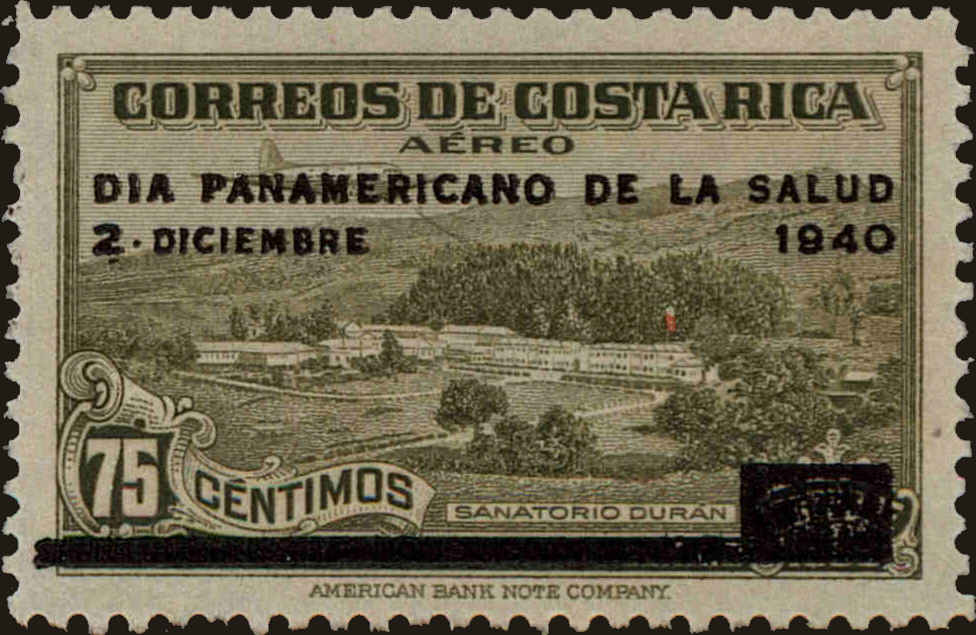 CORREOS DE COSTA RICA
AÉREO
DIA PANAMERICANO DE LA SALUD
2. DICIEMBRE 1940
75 CENTIMOS
SANATORIO DURÁN
AMERICAN BANK NOTE COMPANY.